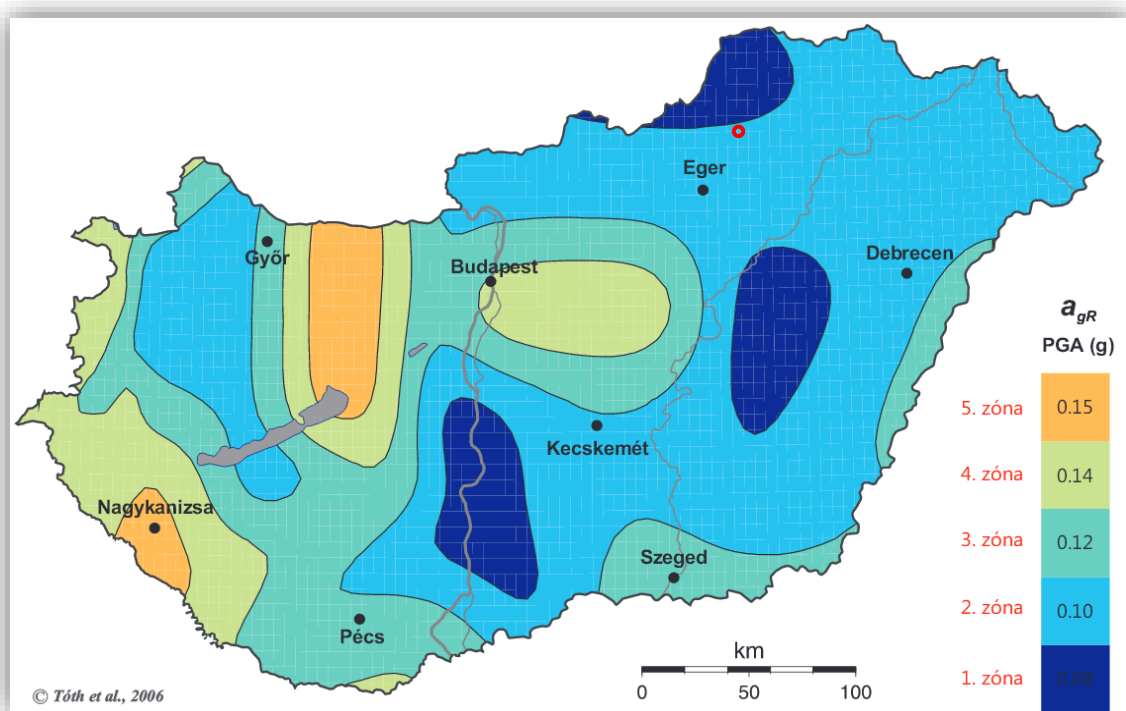 Eger
Győr
Budapest
Debrecen
a_gR
PGA (g)
5. zóna 0.15
Kecskemét
4. zóna 0.14
Nagykanizsa
3. zóna 0.12
Szeged
2. zóna 0.10
Pécs
km
1. zóna 0.08
0 50 100
© Tóth et al., 2006